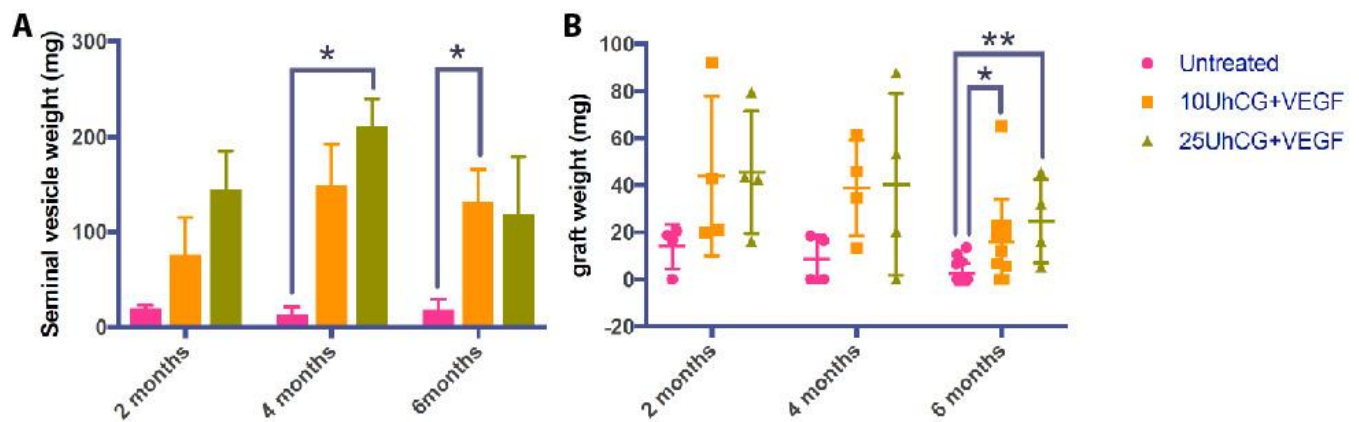 A
Seminal vesicle weight (mg)
300
200
100
0
*
*
2 months
4 months
6months
B
graft weight (mg)
100
80
60
40
20
0
-20
**
*
2 months
4 months
6 months
Untreated
10UhCG+VEGF
25UhCG+VEGF